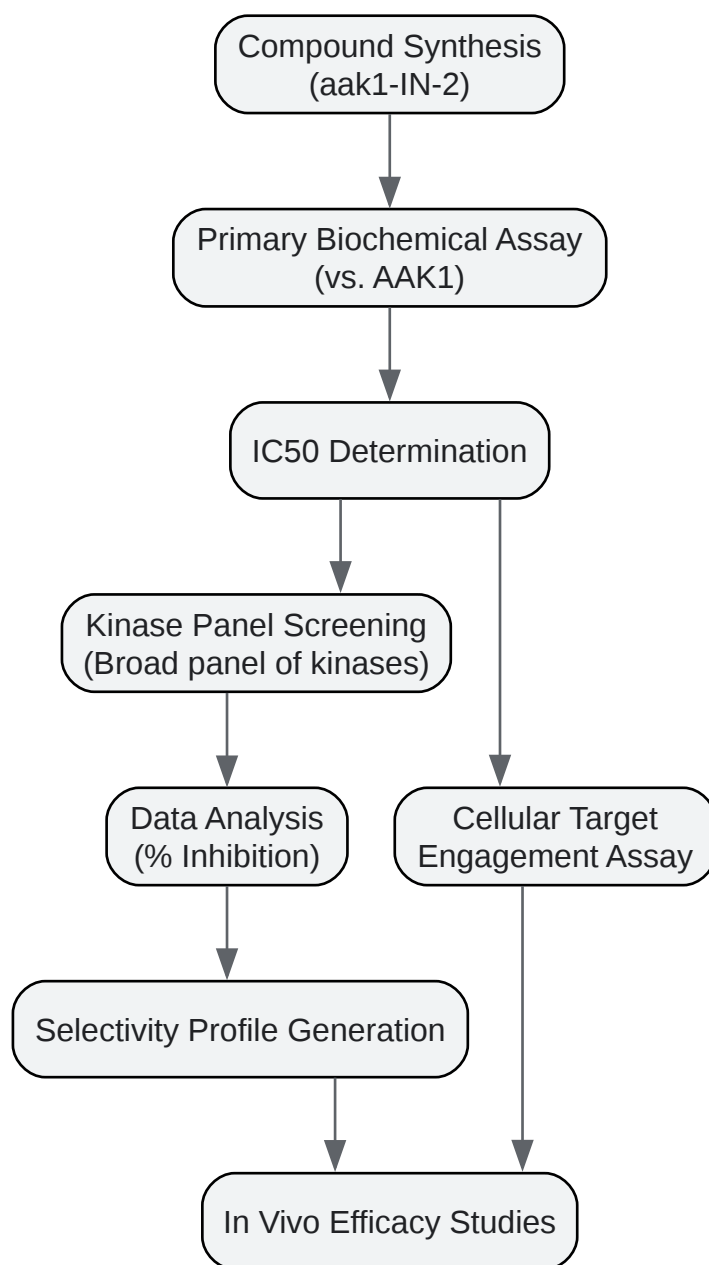 Compound Synthesis
(aak1-IN-2)
Primary Biochemical Assay
(vs. AAK1)
IC50 Determination
Kinase Panel Screening
(Broad panel of kinases)
Data Analysis
(% Inhibition)
Cellular Target
Engagement Assay
Selectivity Profile Generation
In Vivo Efficacy Studies